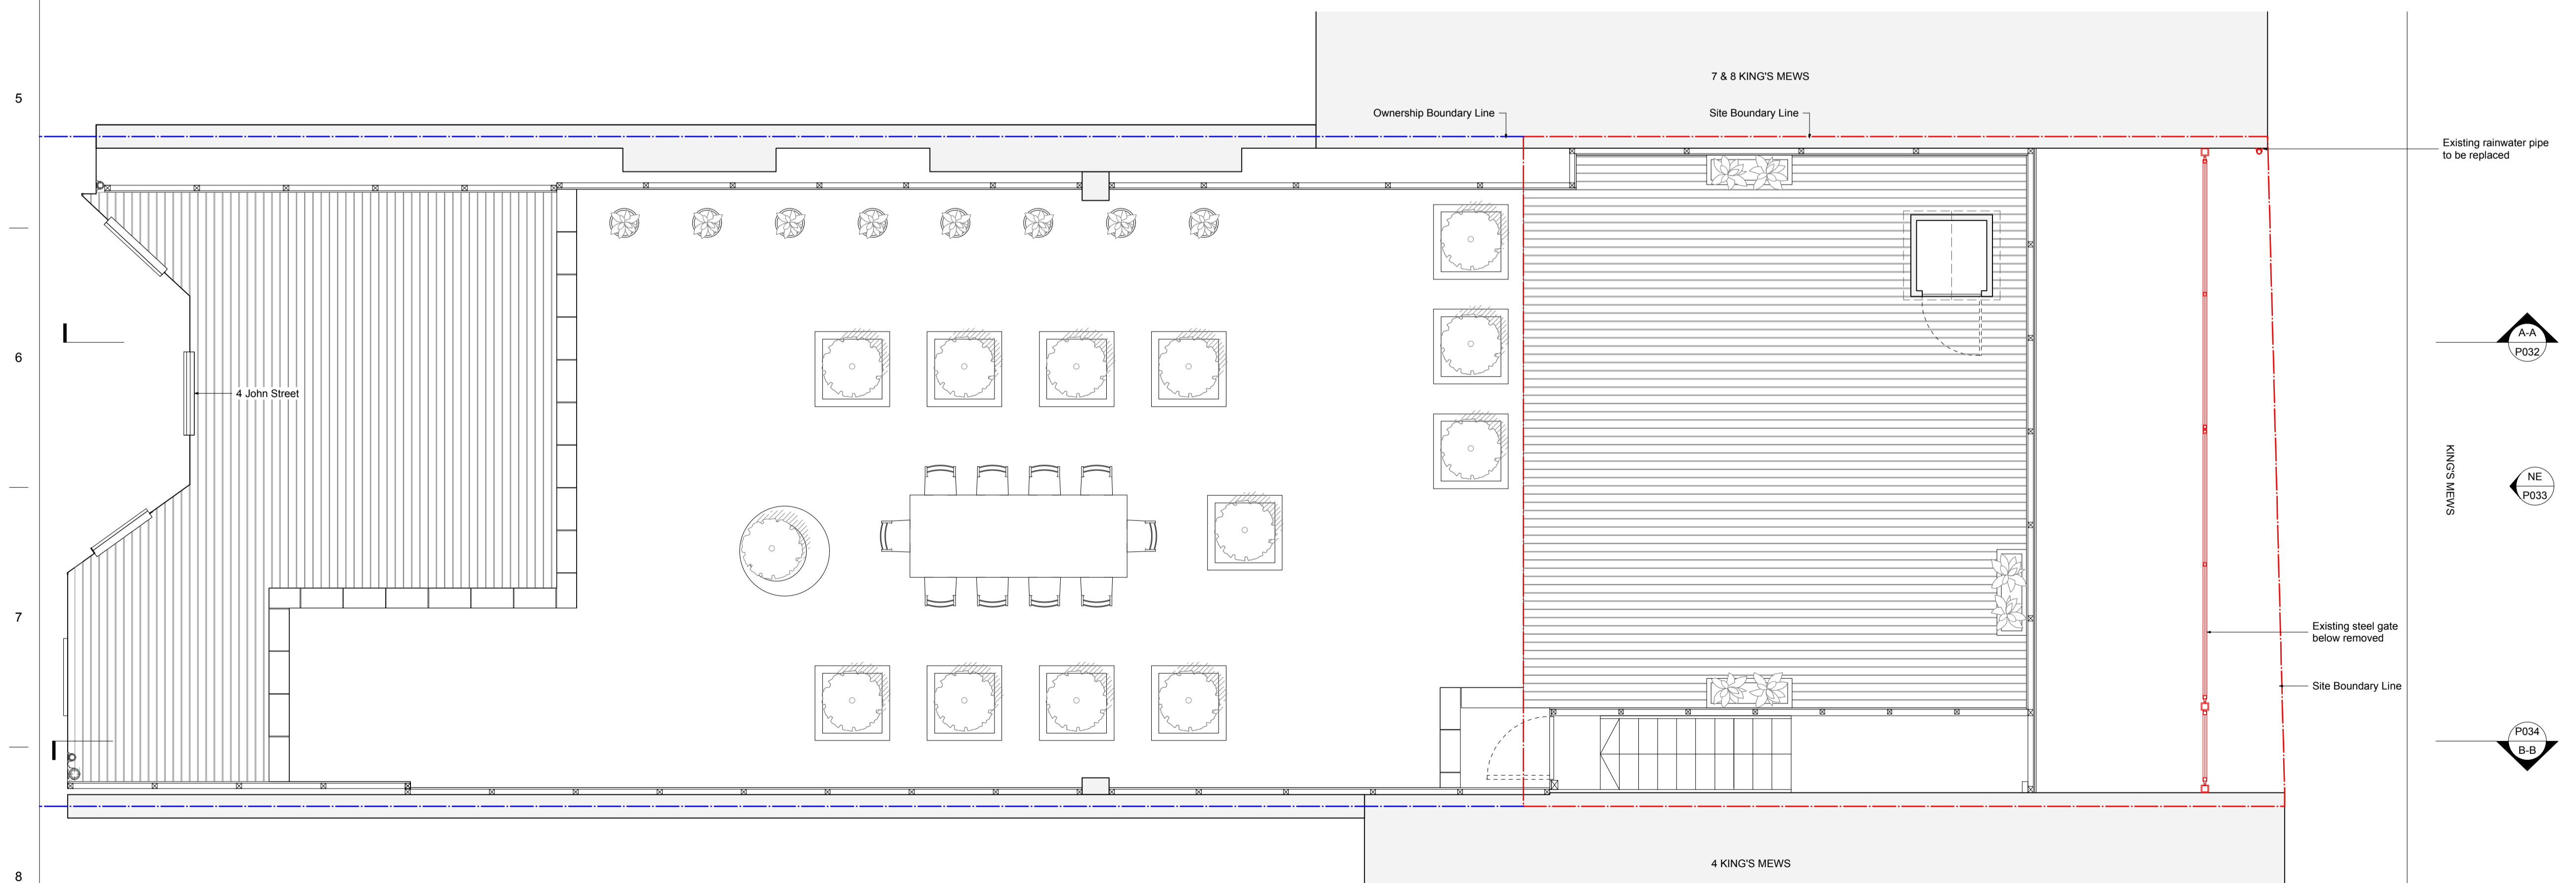 7 & 8 KING'S MEWS
5
Ownership Boundary Line
Site Boundary Line
Existing rainwater pipe
to be replaced
A-A
P032
6
4 John Street
KING'S MEWS
NE
P033
7
Existing steel gate
below removed
Site Boundary Line
P034
B-B
4 KING'S MEWS
8